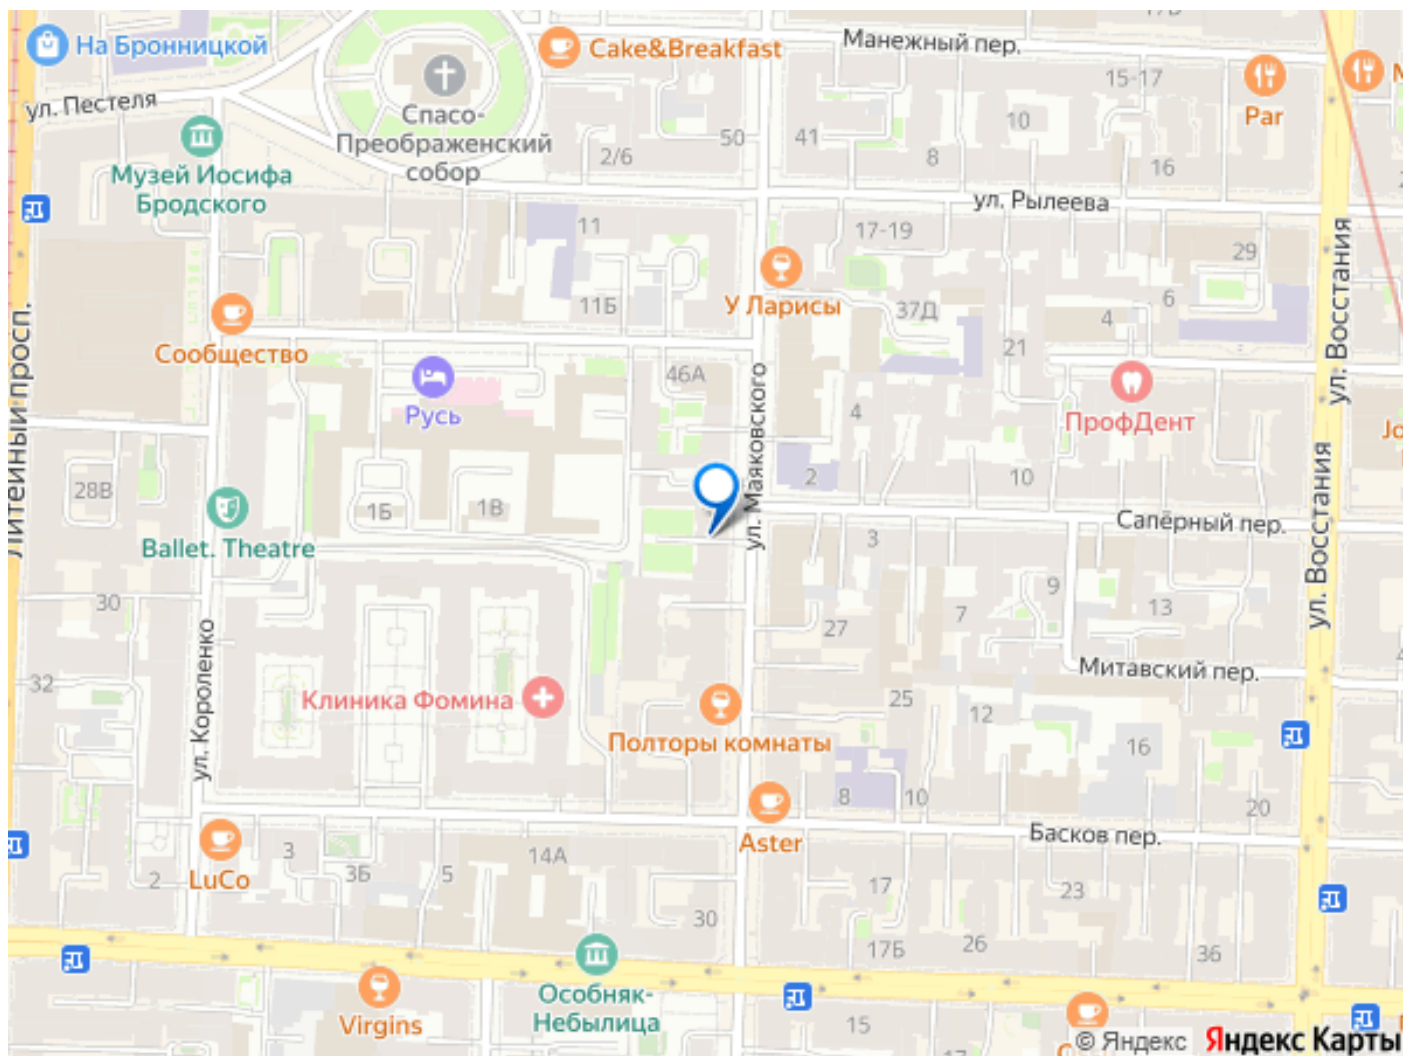 На Бронницкой
Cake&Breakfast
Манежный пер.
17В
15-17
Par
ул. Пестеля
Спасо-
Преображенский
собор
50
41
10
2/6
8
16
Музей Иосифа
Бродского
ул. Рылеева
11
17-19
29
У Ларисы
11Б
37Д
6
4
ул. Восстания
Сообщество
21
Литейный просп.
46А
Русь
ул. Маяковского
4
ПрофДент
Jo
28В
2
10
1Б
1В
Сапёрный пер.
Ballet. Theatre
3
ул. Восстания
30
9
7
13
27
ул. Короленко
Митавский пер.
32
Клиника Фомина
25
12
Полторы комнаты
16
8
10
20
Aster
Басков пер.
3
14А
LuCo
2
3Б
5
17
23
30
17Б
26
36
Особняк-
Небылица
Virgins
15
17
© Яндекс
Яндекс Карты